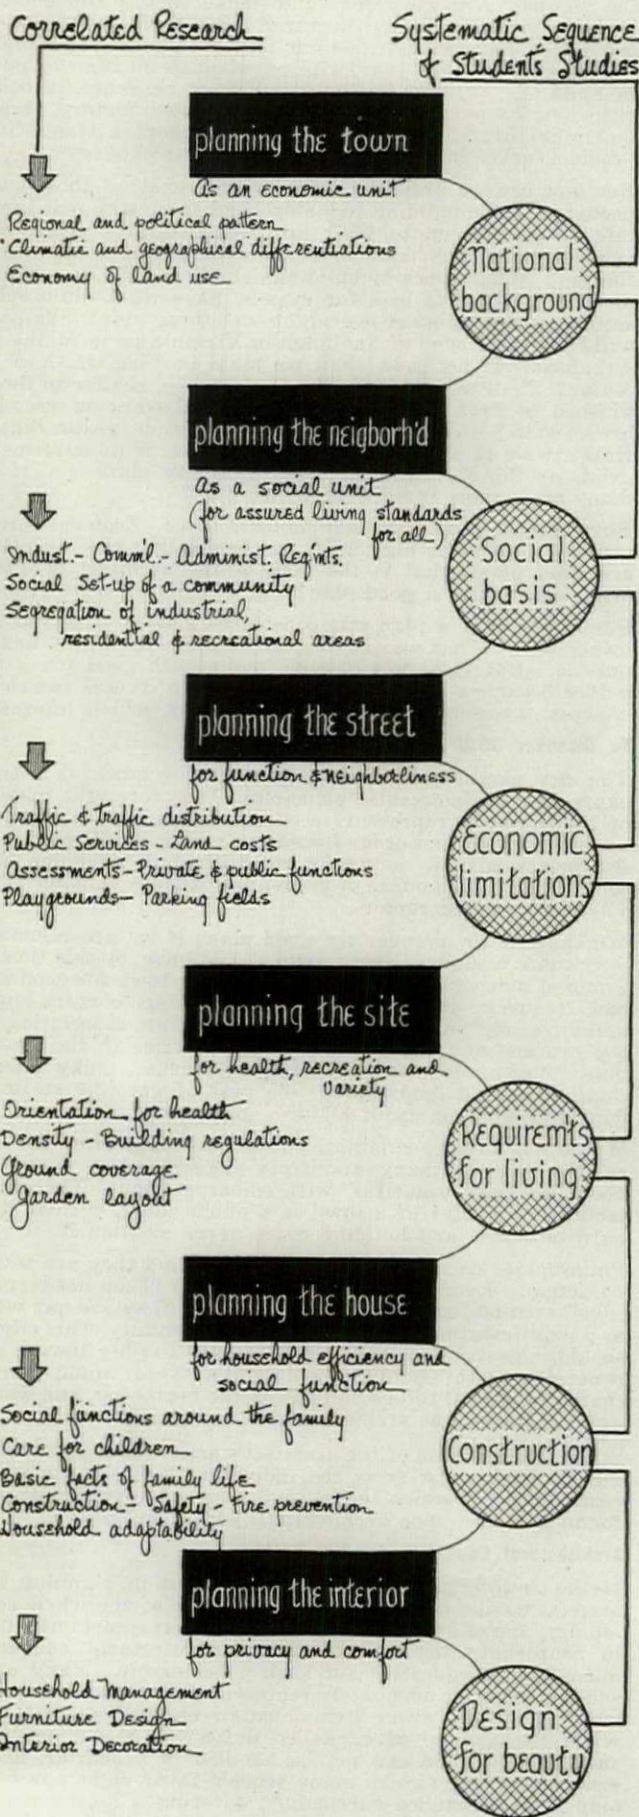 Correlated Research
Systematic Sequence
of Student's Studies
planning the town
As an economic unit
Regional and political pattern
Climatic and geographical differentiations
Economy of land use
National
background
planning the neigborh'd
As a social unit
(for assured living standards
for all)
Indust.- Comm'l.- Administ. Req'mts.
Social Set-up of a community
Segregation of industrial,
residential & recreational areas
Social
basis
planning the street
for function & neighborliness
Traffic & traffic distribution
Public Services - Land costs
Assessments - Private & public functions
Playgrounds - Parking fields
Economic
limitations
planning the site
for health, recreation and
variety
Orientation for health
Density - Building regulations
Ground coverage
Garden layout
Requirem'ts
for living
planning the house
for household efficiency and
social function
Social functions around the family
Care for children
Basic facts of family life
Construction - Safety - Fire prevention
Household adaptability
Construction
planning the interior
for privacy and comfort
Household Management
Furniture Design
Interior Decoration
Design
for beauty